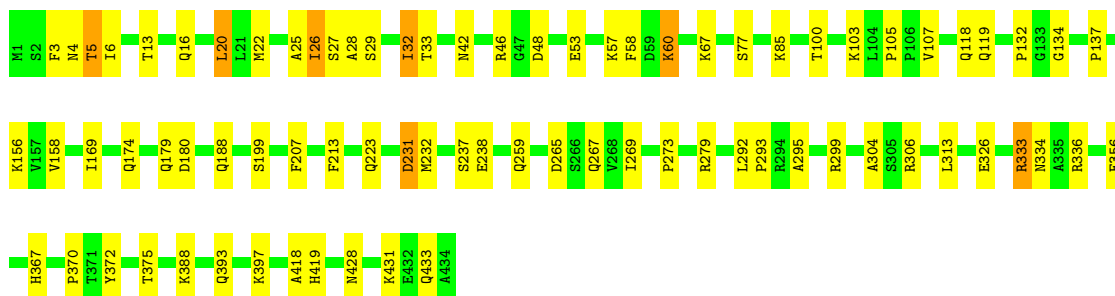 M1 S2 F3 N4 T5 I6 T13 Q16 L20 L21 M22 A25 I26 S27 A28 S29 I32 T33 N42 R46 G47 D48 E53 K57 F58 D59 K60 K67 S77 K85 T100 K103 L104 P105 P106 V107 Q118 Q119 P132 G133 G134 P137
K156 V157 V158 I169 Q174 Q179 D180 Q188 S199 F207 F213 Q223 D231 M232 S237 E238 Q259 D265 S266 Q267 V268 I269 P273 R279 L292 P293 R294 A295 R299 A304 S305 R306 L313 E326 R333 N334 A335 R336
H367 P370 T371 Y372 T375 K388 Q393 K397 A418 H419 N428 K431 E432 Q433 A434